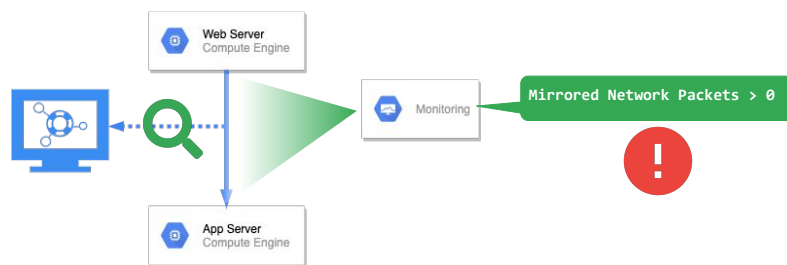 Web Server
Compute Engine
Monitoring
Mirrored Network Packets > 0
!
App Server
Compute Engine